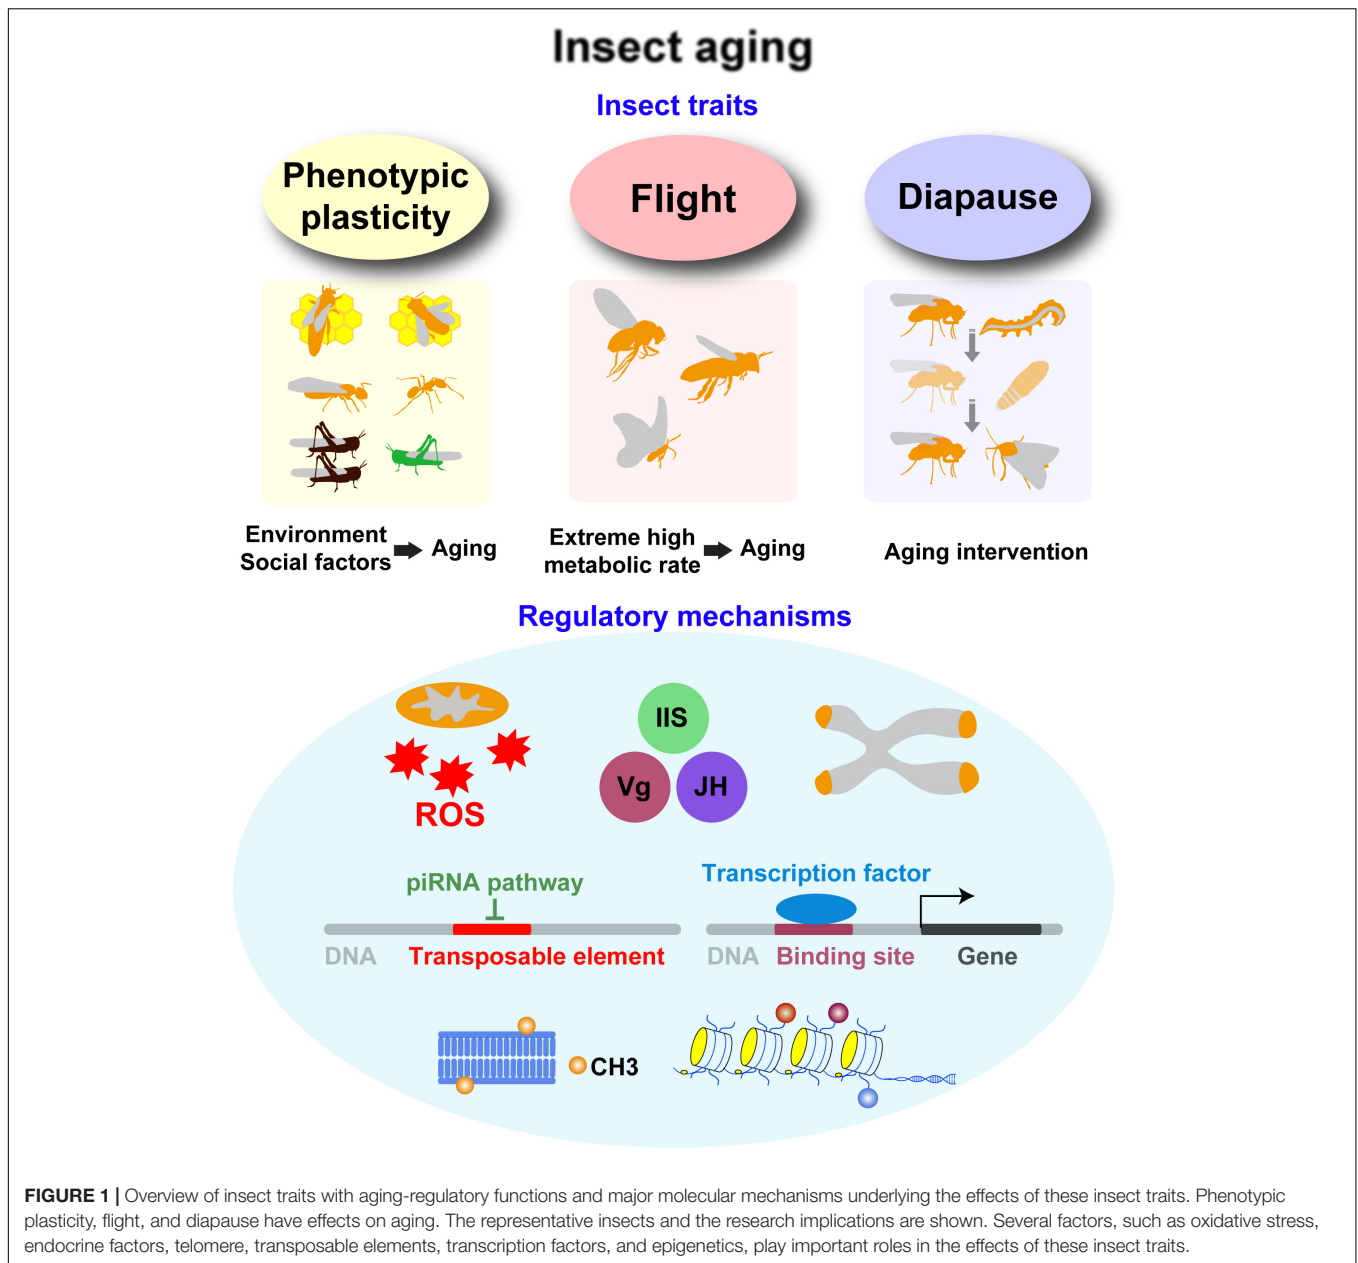 Insect aging
Insect traits
Phenotypic
plasticity
Flight
Diapause
Environment
Social factors
Aging
Extreme high
metabolic rate
Aging
Aging intervention
Regulatory mechanisms
ROS
IIS
Vg
JH
piRNA pathway
DNA
Transposable element
Transcription factor
DNA
Binding site
Gene
CH3
FIGURE 1 | Overview of insect traits with aging-regulatory functions and major molecular mechanisms underlying the effects of these insect traits. Phenotypic
plasticity, flight, and diapause have effects on aging. The representative insects and the research implications are shown. Several factors, such as oxidative stress,
endocrine factors, telomere, transposable elements, transcription factors, and epigenetics, play important roles in the effects of these insect traits.